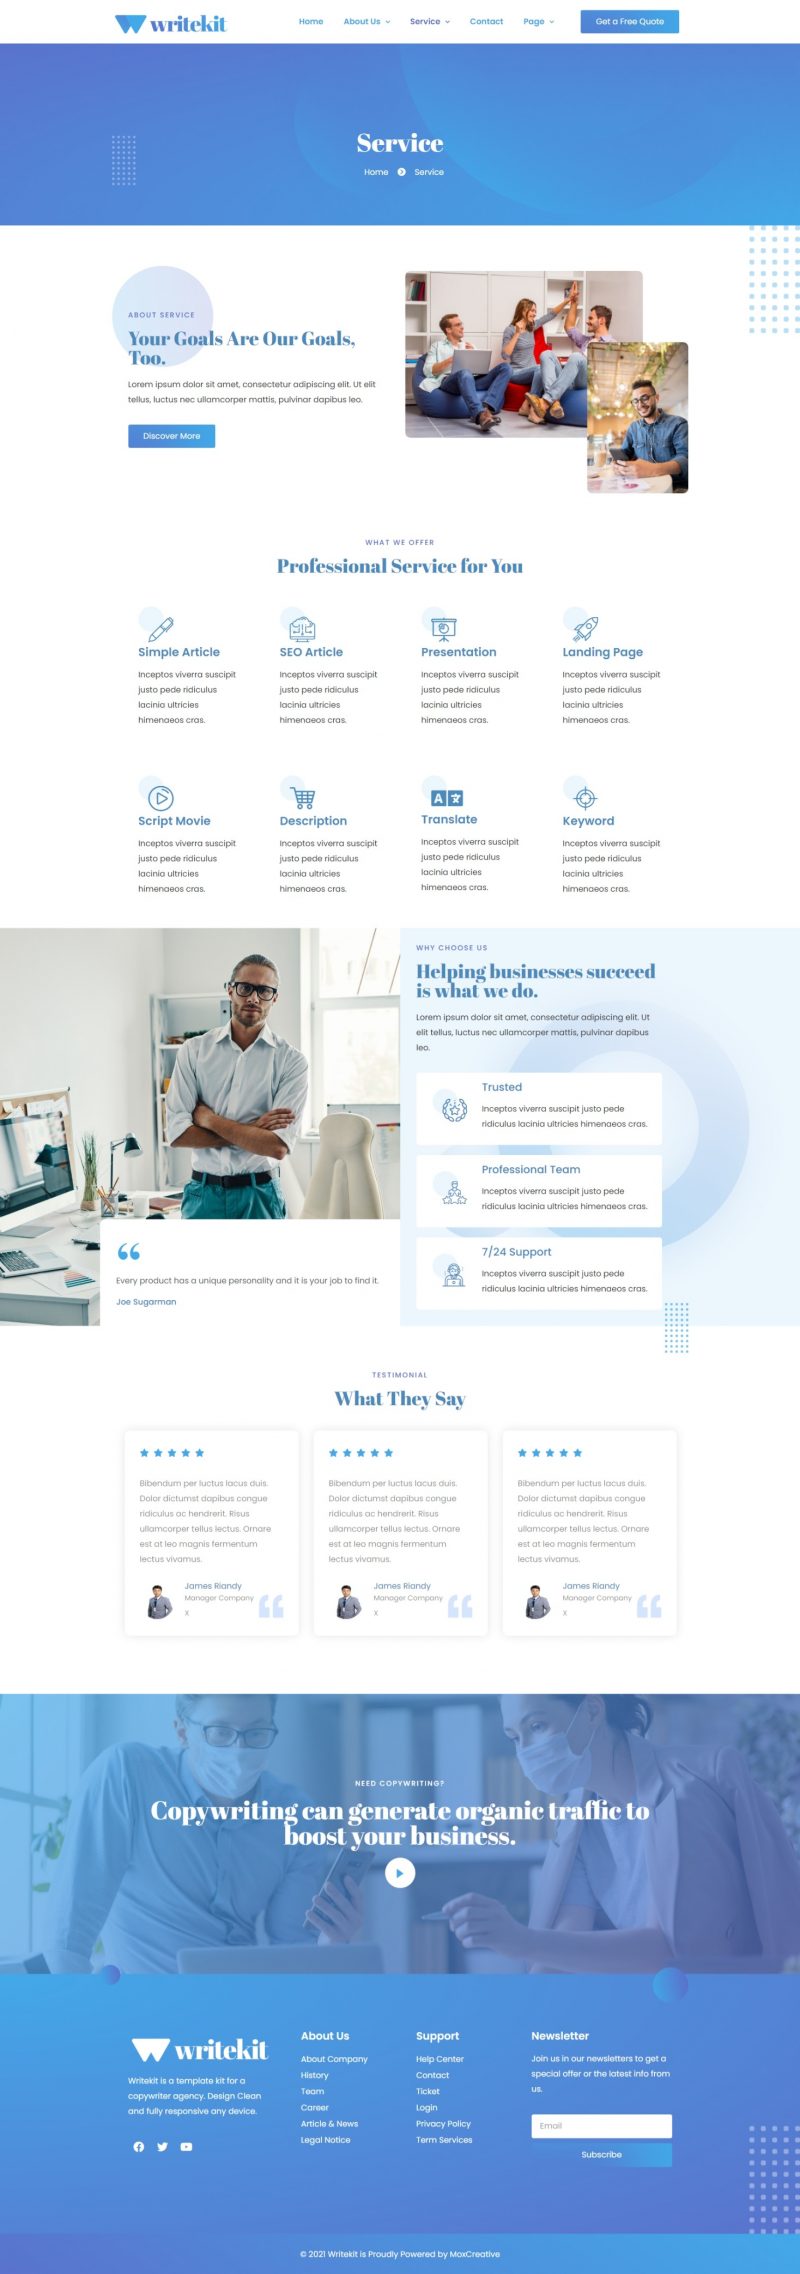 writekit
Home About Us Service Contact Page Get a Free Quote
Service
Home Service
ABOUT SERVICE
Your Goals Are Our Goals,
Too.
Lorem ipsum dolor sit amet, consectetur adipiscing elit. Ut elit
tellus, luctus nec ullamcorper mattis, pulvinar dapibus leo.
Discover More
WHAT WE OFFER
Professional Service for You
Simple Article
Inceptos viverra suscipit
justo pede ridiculus
lacinia ultricies
himenaeos cras.
SEO Article
Inceptos viverra suscipit
justo pede ridiculus
lacinia ultricies
himenaeos cras.
Presentation
Inceptos viverra suscipit
justo pede ridiculus
lacinia ultricies
himenaeos cras.
Landing Page
Inceptos viverra suscipit
justo pede ridiculus
lacinia ultricies
himenaeos cras.
Script Movie
Inceptos viverra suscipit
justo pede ridiculus
lacinia ultricies
himenaeos cras.
Description
Inceptos viverra suscipit
justo pede ridiculus
lacinia ultricies
himenaeos cras.
A 文
Translate
Inceptos viverra suscipit
justo pede ridiculus
lacinia ultricies
himenaeos cras.
Keyword
Inceptos viverra suscipit
justo pede ridiculus
lacinia ultricies
himenaeos cras.
“
Every product has a unique personality and it is your job to find it.
Joe Sugarman
WHY CHOOSE US
Helping businesses succeed
is what we do.
Lorem ipsum dolor sit amet, consectetur adipiscing elit. Ut
elit tellus, luctus nec ullamcorper mattis, pulvinar dapibus
leo.
Trusted
Inceptos viverra suscipit justo pede
ridiculus lacinia ultricies himenaeos cras.
Professional Team
Inceptos viverra suscipit justo pede
ridiculus lacinia ultricies himenaeos cras.
7/24 Support
Inceptos viverra suscipit justo pede
ridiculus lacinia ultricies himenaeos cras.
TESTIMONIAL
What They Say
Bibendum per luctus lacus duis.
Dolor dictumst dapibus congue
ridiculus ac hendrerit. Risus
ullamcorper tellus lectus. Ornare
est at leo magnis fermentum
lectus vivamus.
James Riandy
Manager Company
X
“
Bibendum per luctus lacus duis.
Dolor dictumst dapibus congue
ridiculus ac hendrerit. Risus
ullamcorper tellus lectus. Ornare
est at leo magnis fermentum
lectus vivamus.
James Riandy
Manager Company
X
“
Bibendum per luctus lacus duis.
Dolor dictumst dapibus congue
ridiculus ac hendrerit. Risus
ullamcorper tellus lectus. Ornare
est at leo magnis fermentum
lectus vivamus.
James Riandy
Manager Company
X
“
NEED COPYWRITING?
Copywriting can generate organic traffic to
boost your business.
writekit
Writekit is a template kit for a
copywriter agency. Design Clean
and fully responsive any device.
About Us
About Company
History
Team
Career
Article & News
Legal Notice
Support
Help Center
Contact
Ticket
Login
Privacy Policy
Term Services
Newsletter
Join us in our newsletters to get a
special offer or the latest info from
us.
Email
Subscribe
© 2021 Writekit is Proudly Powered by MoxCreative